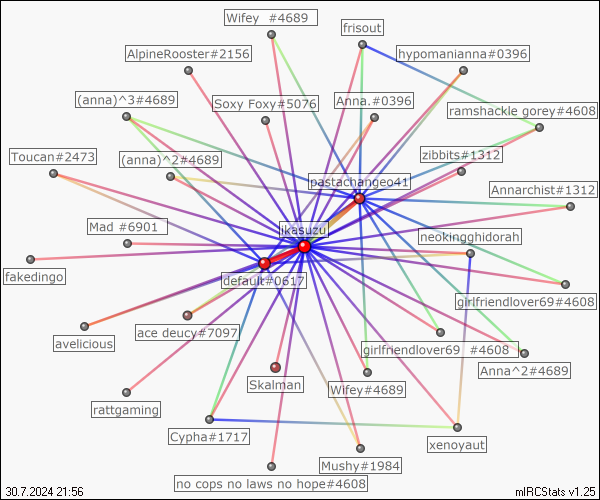 Wifey  #4689
frisout
AlpineRooster#2156
hypomanianna#0396
(anna)^3#4689
Soxy Foxy#5076
Anna.#0396
ramshackle gorey#4608
Toucan#2473
(anna)^2#4689
zibbits#1312
pastachangeo41
Annarchist#1312
Mad #6901
ikasuzu
neokingghidorah
fakedingo
default#0617
girlfriendlover69#4608
avelicious
ace deucy#7097
girlfriendlover69  #4608
Skalman
Wifey#4689
Anna^2#4689
rattgaming
Cypha#1717
xenoyaut
Mushy#1984
no cops no laws no hope#4608
30.7.2024 21:56
mIRCStats v1.25